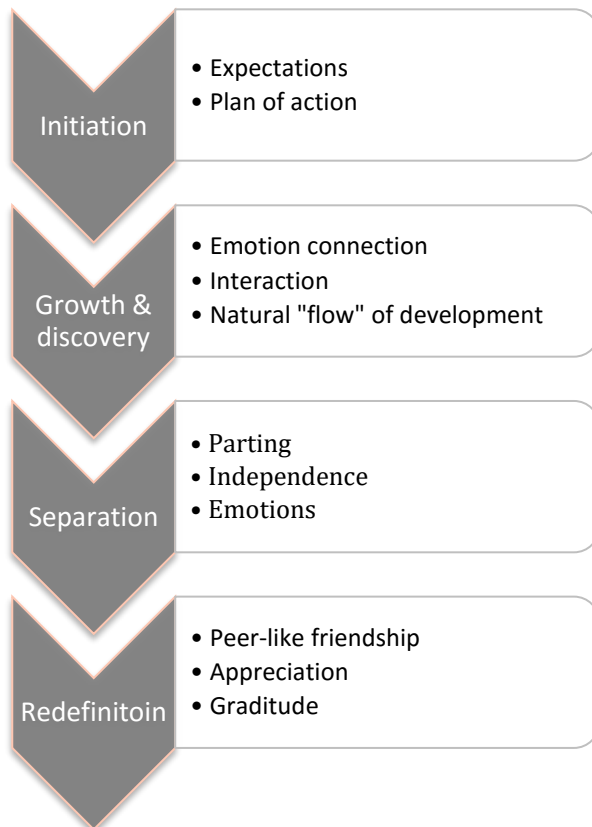 Initiation
• Expectations
• Plan of action
Growth &
discovery
• Emotion connection
• Interaction
• Natural "flow" of development
Separation
• Parting
• Independence
• Emotions
Redefinitoin
• Peer-like friendship
• Appreciation
• Graditude